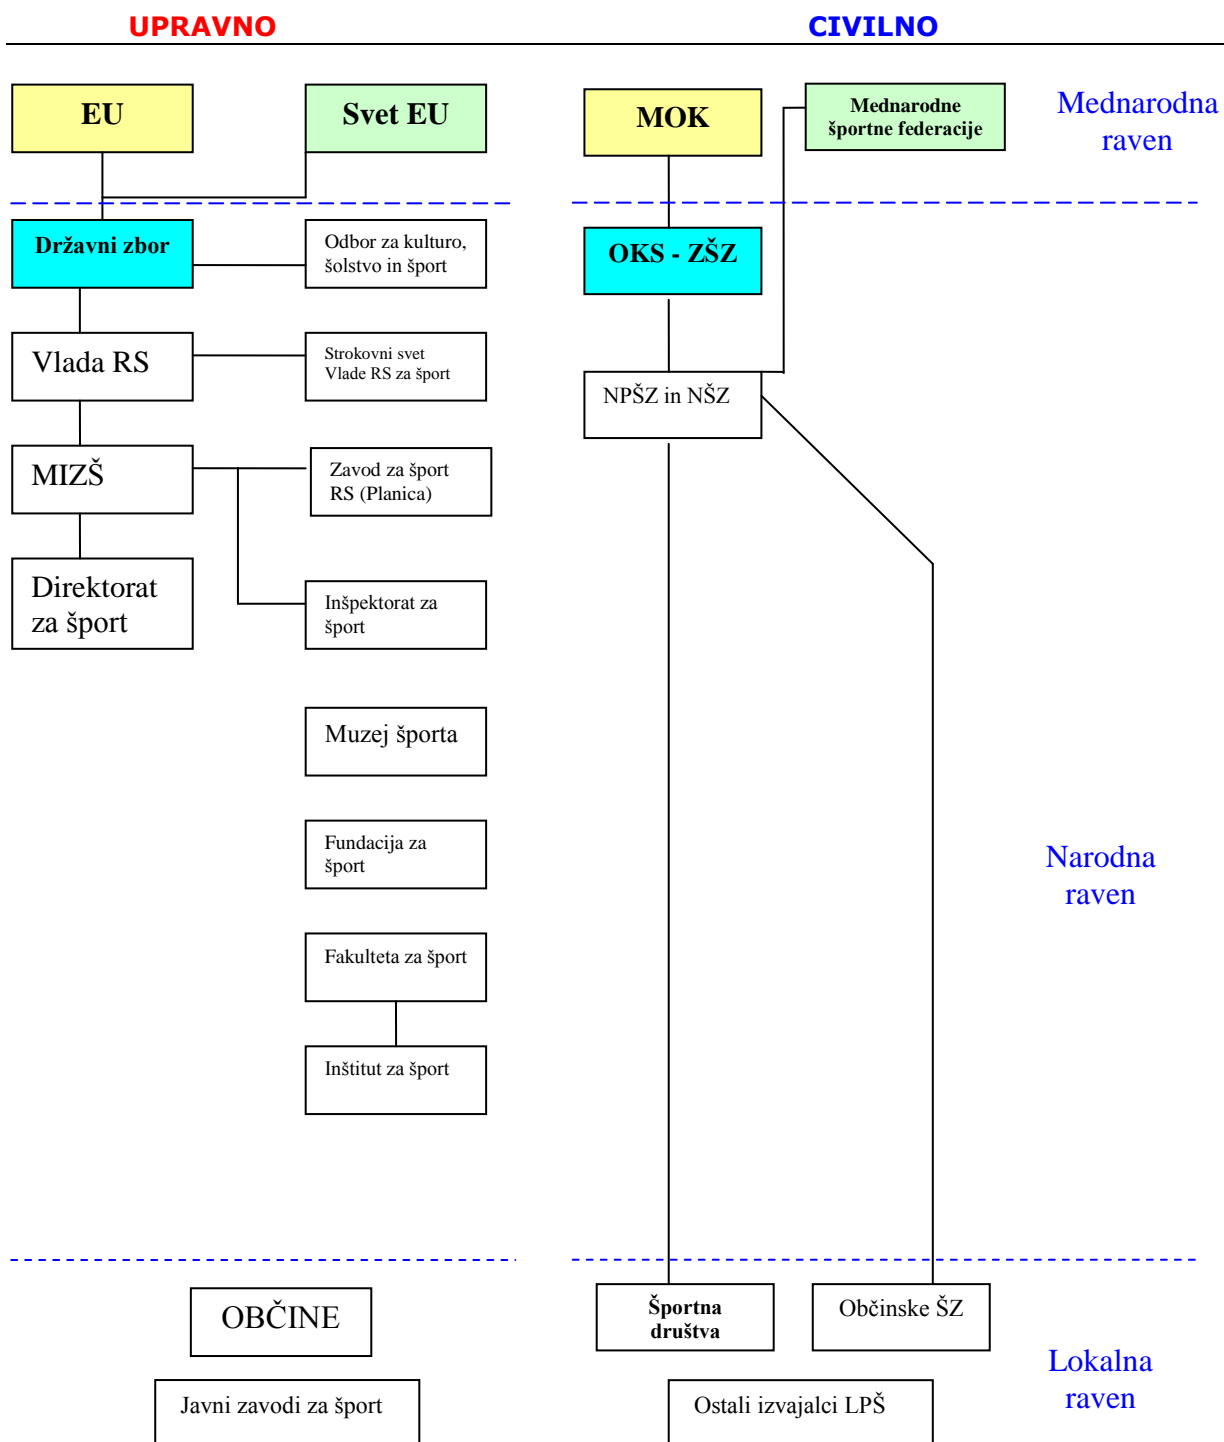 UPRAVNO
CIVILNO
EU
Svet EU
MOK
Mednarodne
športne federacije
Mednarodna
raven
Državni zbor
Odbor za kulturo,
šolstvo in šport
OKS - ZŠZ
Vlada RS
Strokovni svet
Vlade RS za šport
NPŠZ in NŠZ
MIZŠ
Zavod za šport
RS (Planica)
Direktorat
za šport
Inšpektorat za
šport
Muzej športa
Fundacija za
šport
Narodna
raven
Fakulteta za šport
Inštitut za šport
OBČINE
Športna
društva
Občinske ŠZ
Lokalna
raven
Javni zavodi za šport
Ostali izvajalci LPŠ